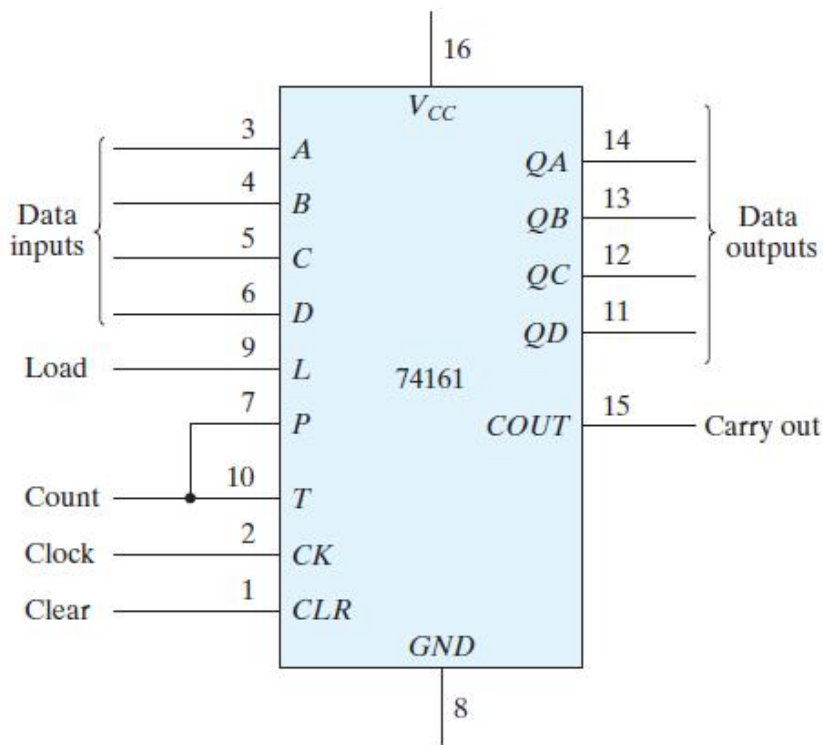 16
V_CC
3
A
14
QA
4
B
13
QB
Data
inputs
Data
outputs
5
C
12
QC
6
D
11
QD
Load
9
L
74161
7
P
COUT
15
Carry out
Count
10
T
Clock
2
CK
Clear
1
CLR
GND
8